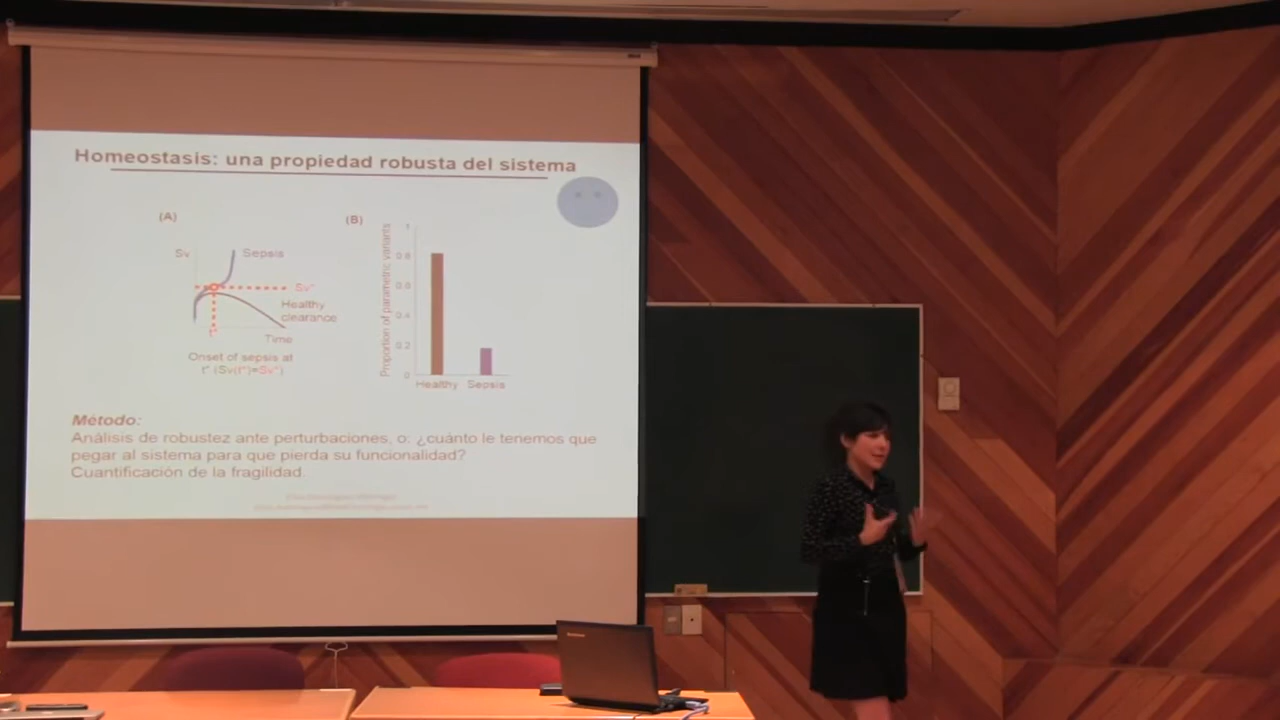 Homeostasis: una propiedad robusta del sistema
(A)
Sv
Sepsis
Sv*
Healthy
clearance
t*
Time
Onset of sepsis at
t* (Sv(t*)=Sv*)
(B)
Proportion of parametric variants
1
0.8
0.6
0.4
0.2
0
Healthy Sepsis
Método:
Análisis de robustez ante perturbaciones, o: ¿cuánto le tenemos que
pegar al sistema para que pierda su funcionalidad?
Cuantificación de la fragilidad.